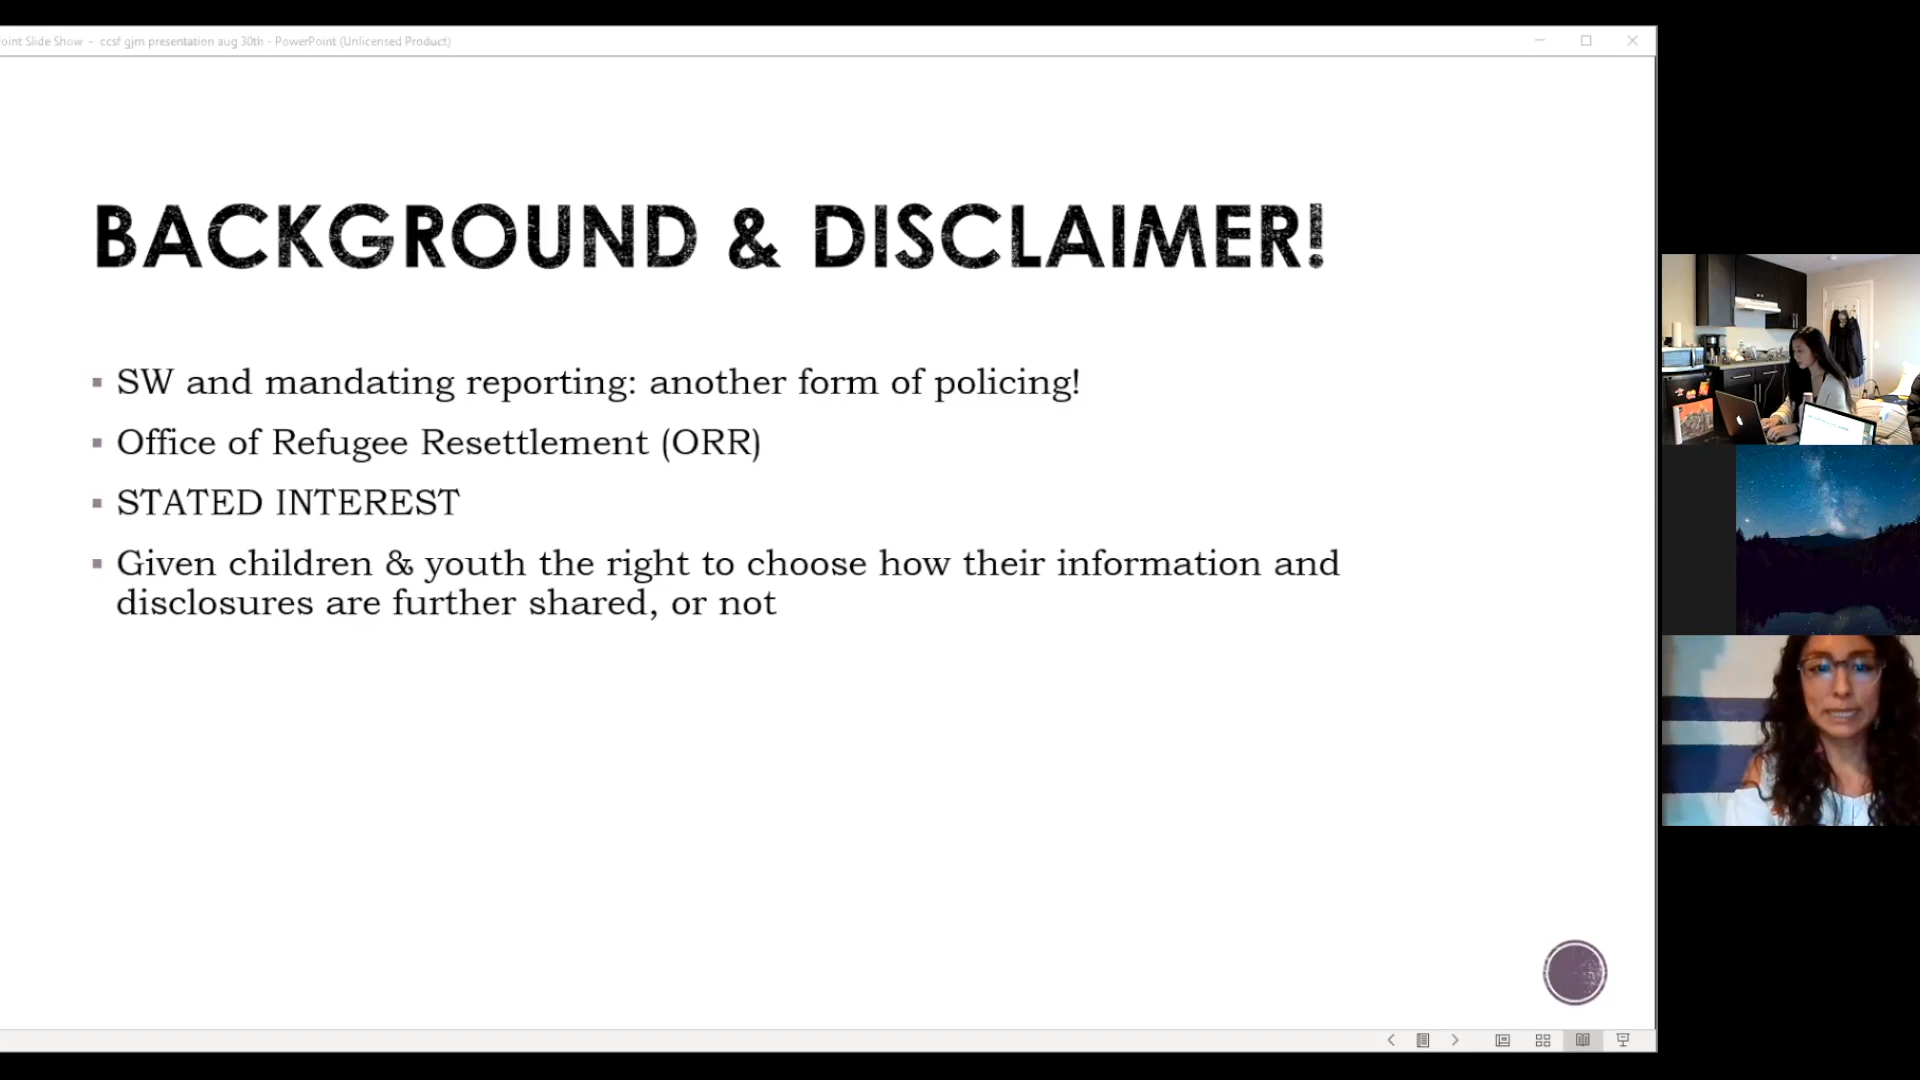 oint Slide Show - ccsf gjm presentation aug 30th - PowerPoint (Unlicensed Product)
BACKGROUND & DISCLAIMER!
SW and mandating reporting: another form of policing!
Office of Refugee Resettlement (ORR)
STATED INTEREST
Given children & youth the right to choose how their information and
disclosures are further shared, or not